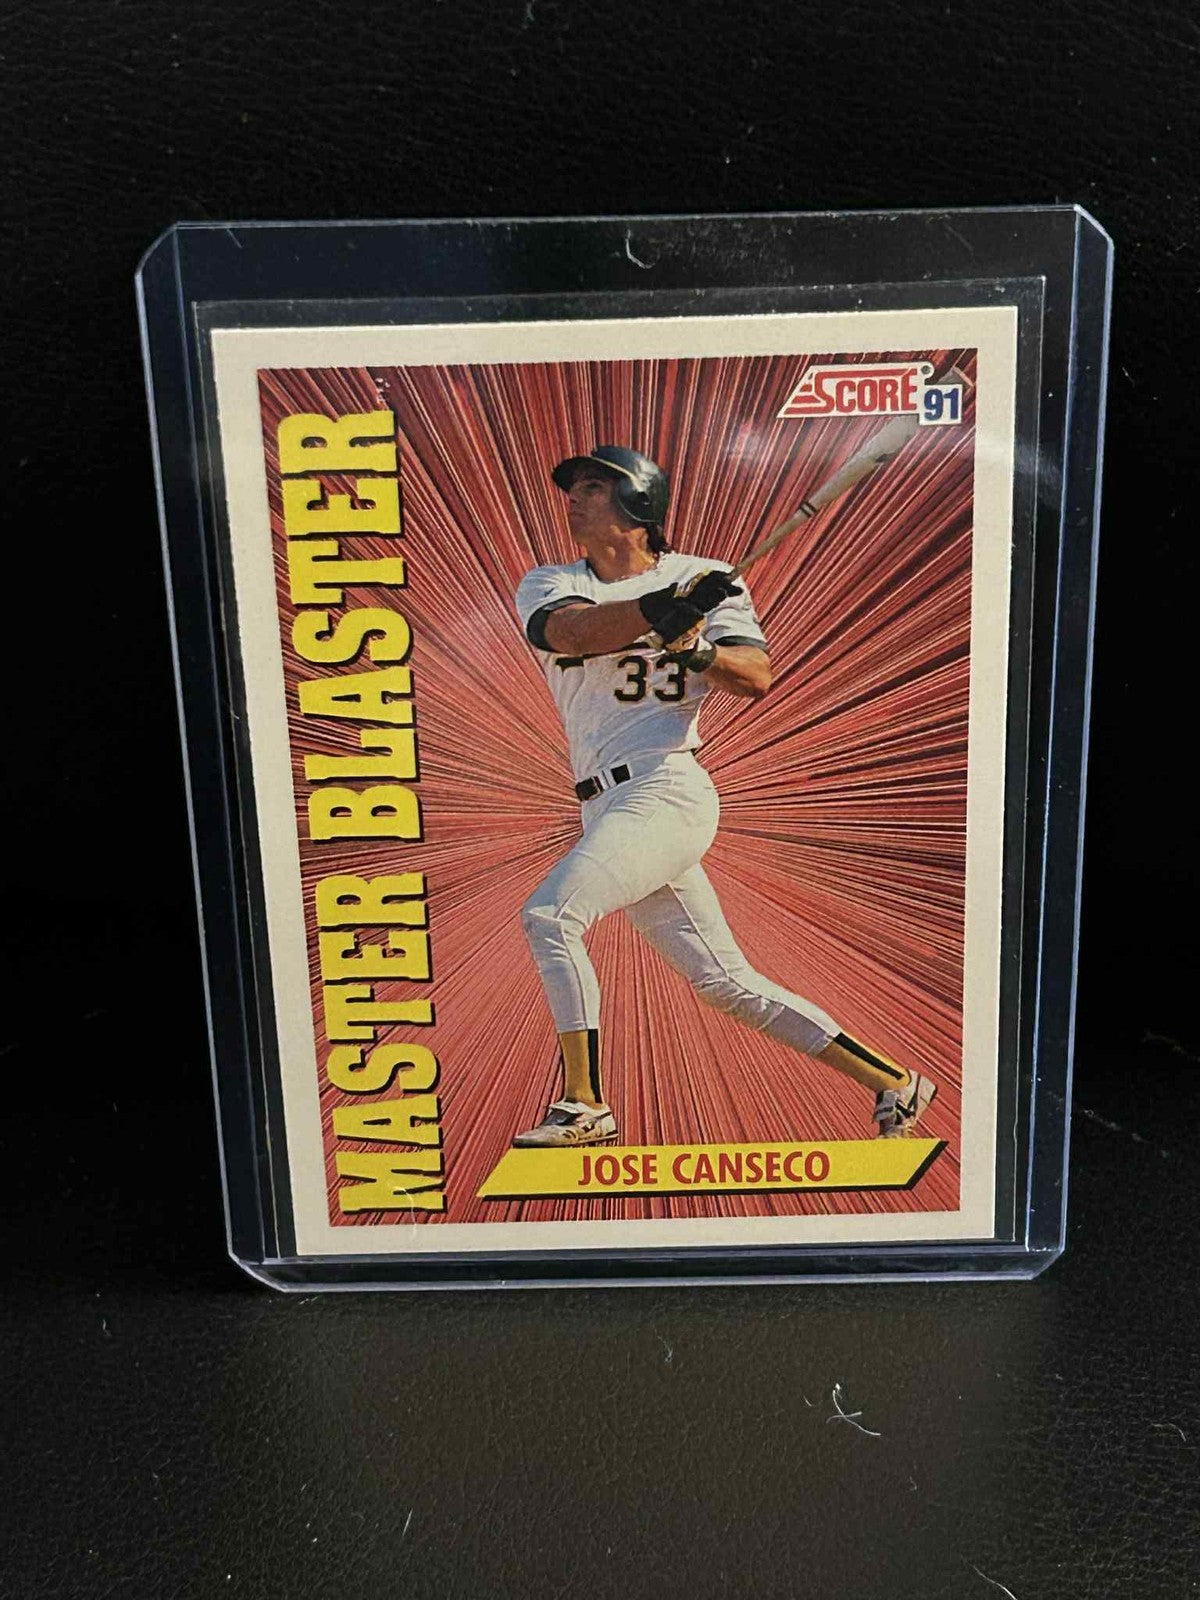 SCORE 91
MASTER BLASTER
33
JOSE CANSECO